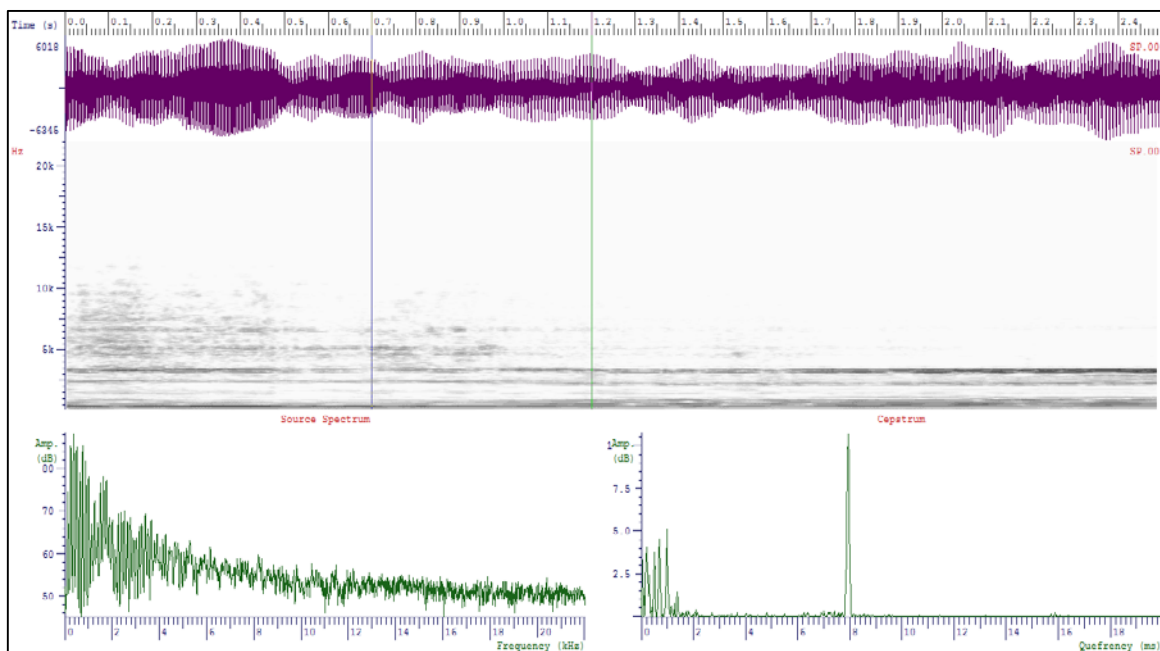 Time (s) 0.0 0.1 0.2 0.3 0.4 0.5 0.6 0.7 0.8 0.9 1.0 1.1 1.2 1.3 1.4 1.5 1.6 1.7 1.8 1.9 2.0 2.1 2.2 2.3 2.4
6018 SP.00
-6346
Hz SP.00
20k
15k
10k
5k
Source Spectrum Cepstrum
Amp. Amp.
(dB) (dB)
80 7.5
70 5.0
60 2.5
50
0 2 4 6 8 10 12 14 16 18 20 0 2 4 6 8 10 12 14 16 18
Frequency (kHz) Quefrency (ms)